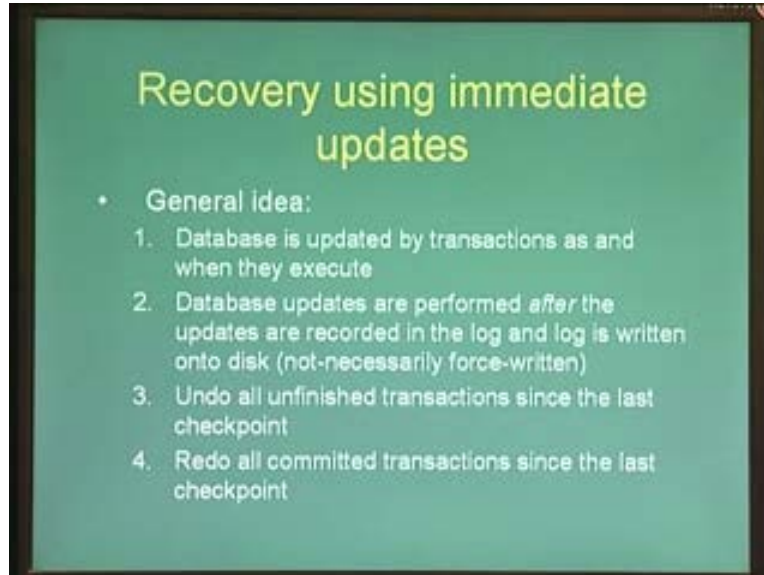 Recovery using immediate
updates
• General idea:
1. Database is updated by transactions as and
when they execute
2. Database updates are performed after the
updates are recorded in the log and log is written
onto disk (not-necessarily force-written)
3. Undo all unfinished transactions since the last
checkpoint
4. Redo all committed transactions since the last
checkpoint